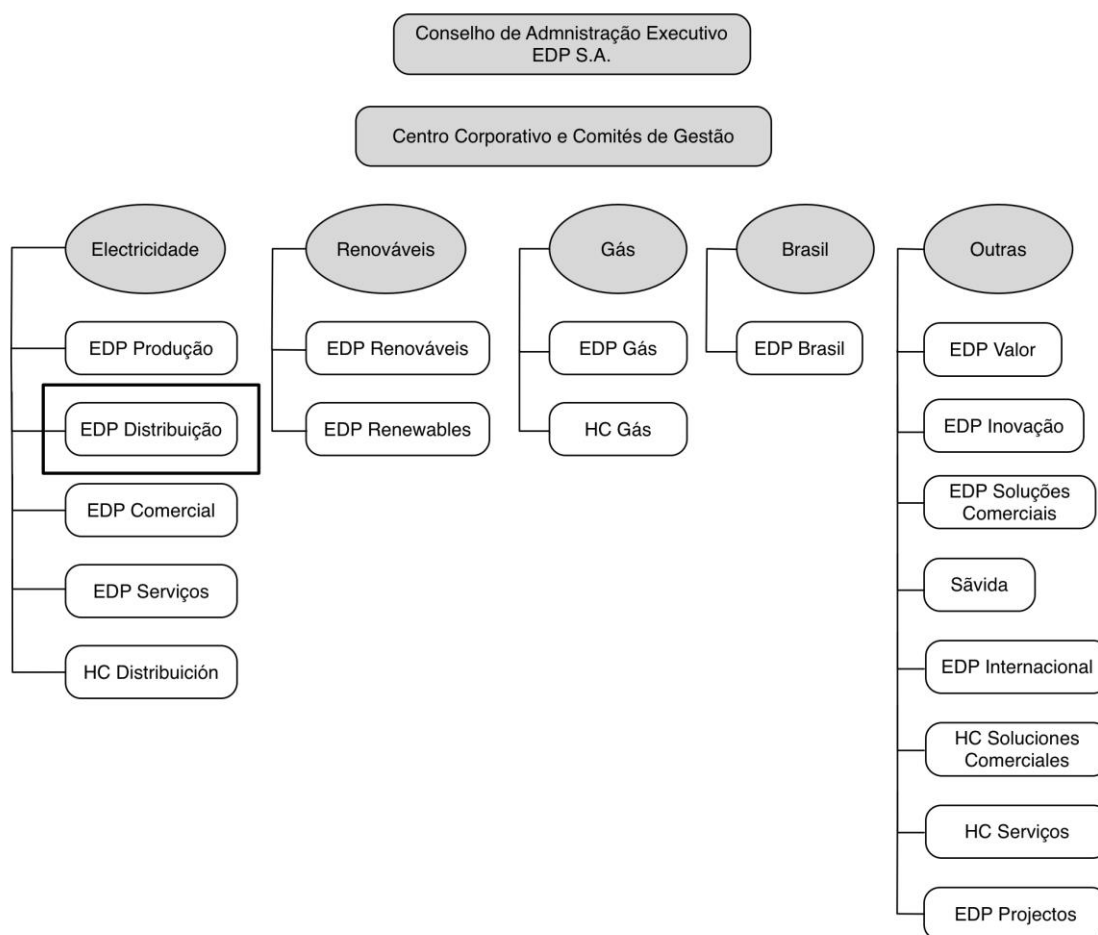 Conselho de Admnistração Executivo
EDP S.A.
Centro Corporativo e Comités de Gestão
Electricidade
EDP Produção
EDP Distribuição
EDP Comercial
EDP Serviços
HC Distribuición
Renováveis
EDP Renováveis
EDP Renewables
Gás
EDP Gás
HC Gás
Brasil
EDP Brasil
Outras
EDP Valor
EDP Inovação
EDP Soluções
Comerciais
Sãvida
EDP Internacional
HC Soluciones
Comerciales
HC Serviços
EDP Projectos